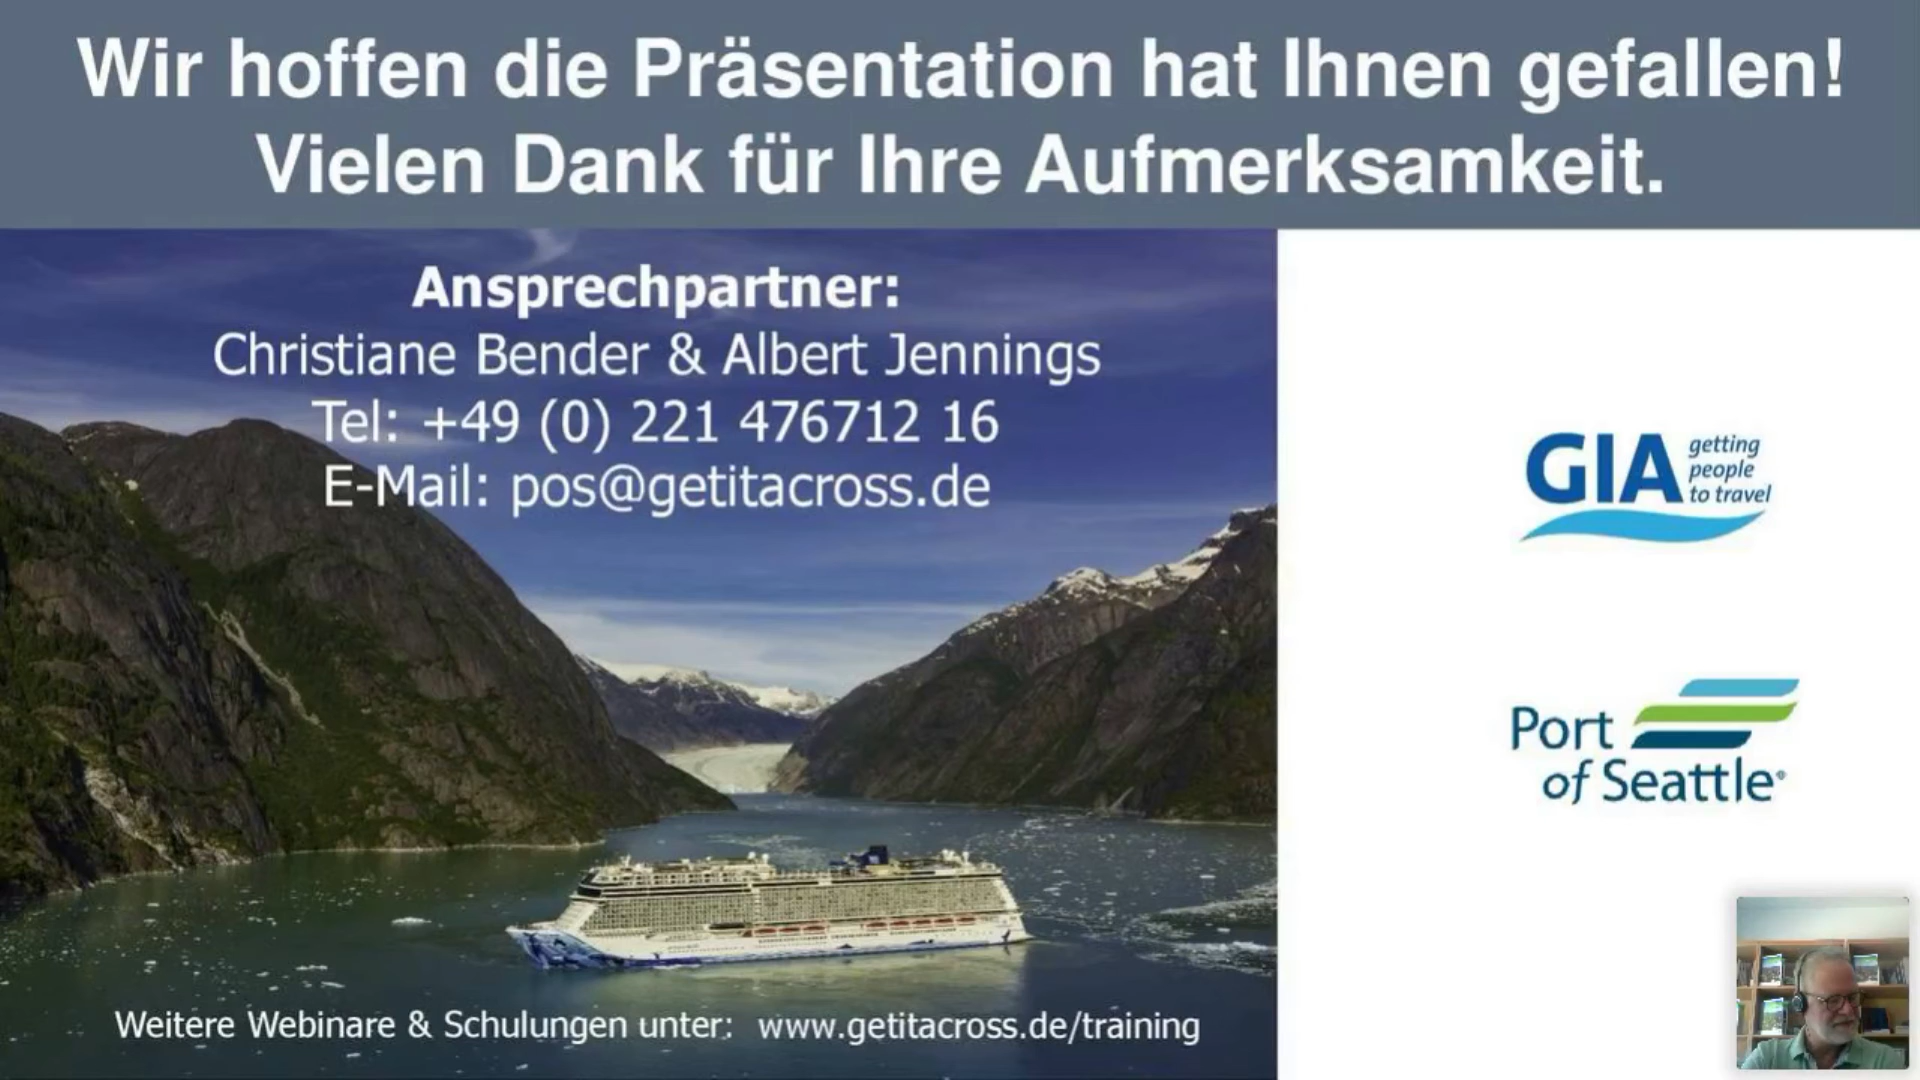 Wir hoffen die Präsentation hat Ihnen gefallen!
Vielen Dank für Ihre Aufmerksamkeit.
Ansprechpartner:
Christiane Bender & Albert Jennings
Tel: +49 (0) 221 476712 16
E-Mail: pos@getitacross.de
Weitere Webinare & Schulungen unter: www.getitacross.de/training
GIA getting
people
to travel
Port
of Seattle®